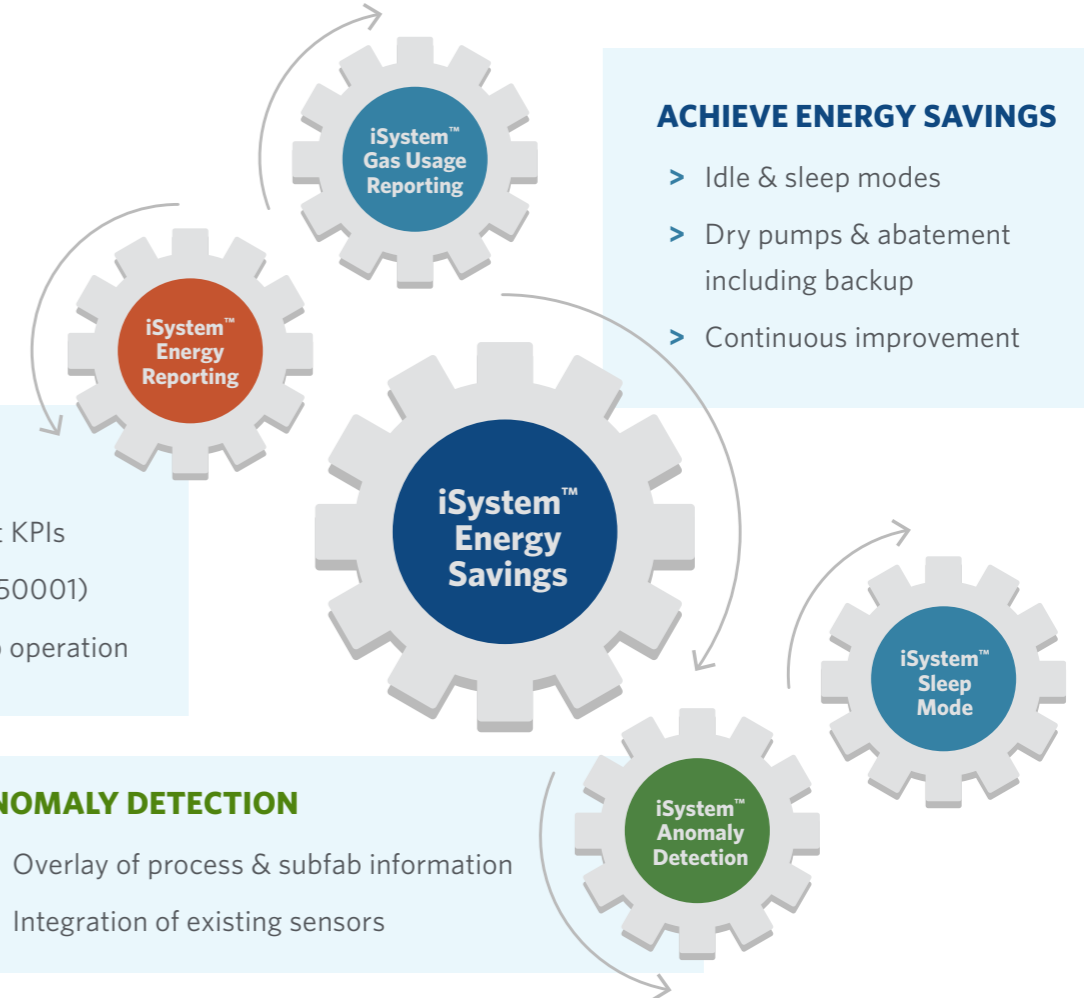 iSystem™
Gas Usage
Reporting
ACHIEVE ENERGY SAVINGS
> Idle & sleep modes
> Dry pumps & abatement
including backup
> Continuous improvement
iSystem™
Energy
Reporting
KPIs
50001)
operation
iSystem™
Energy
Savings
iSystem™
Sleep
Mode
NOMALY DETECTION
Overlay of process & subfab information
Integration of existing sensors
iSystem™
Anomaly
Detection